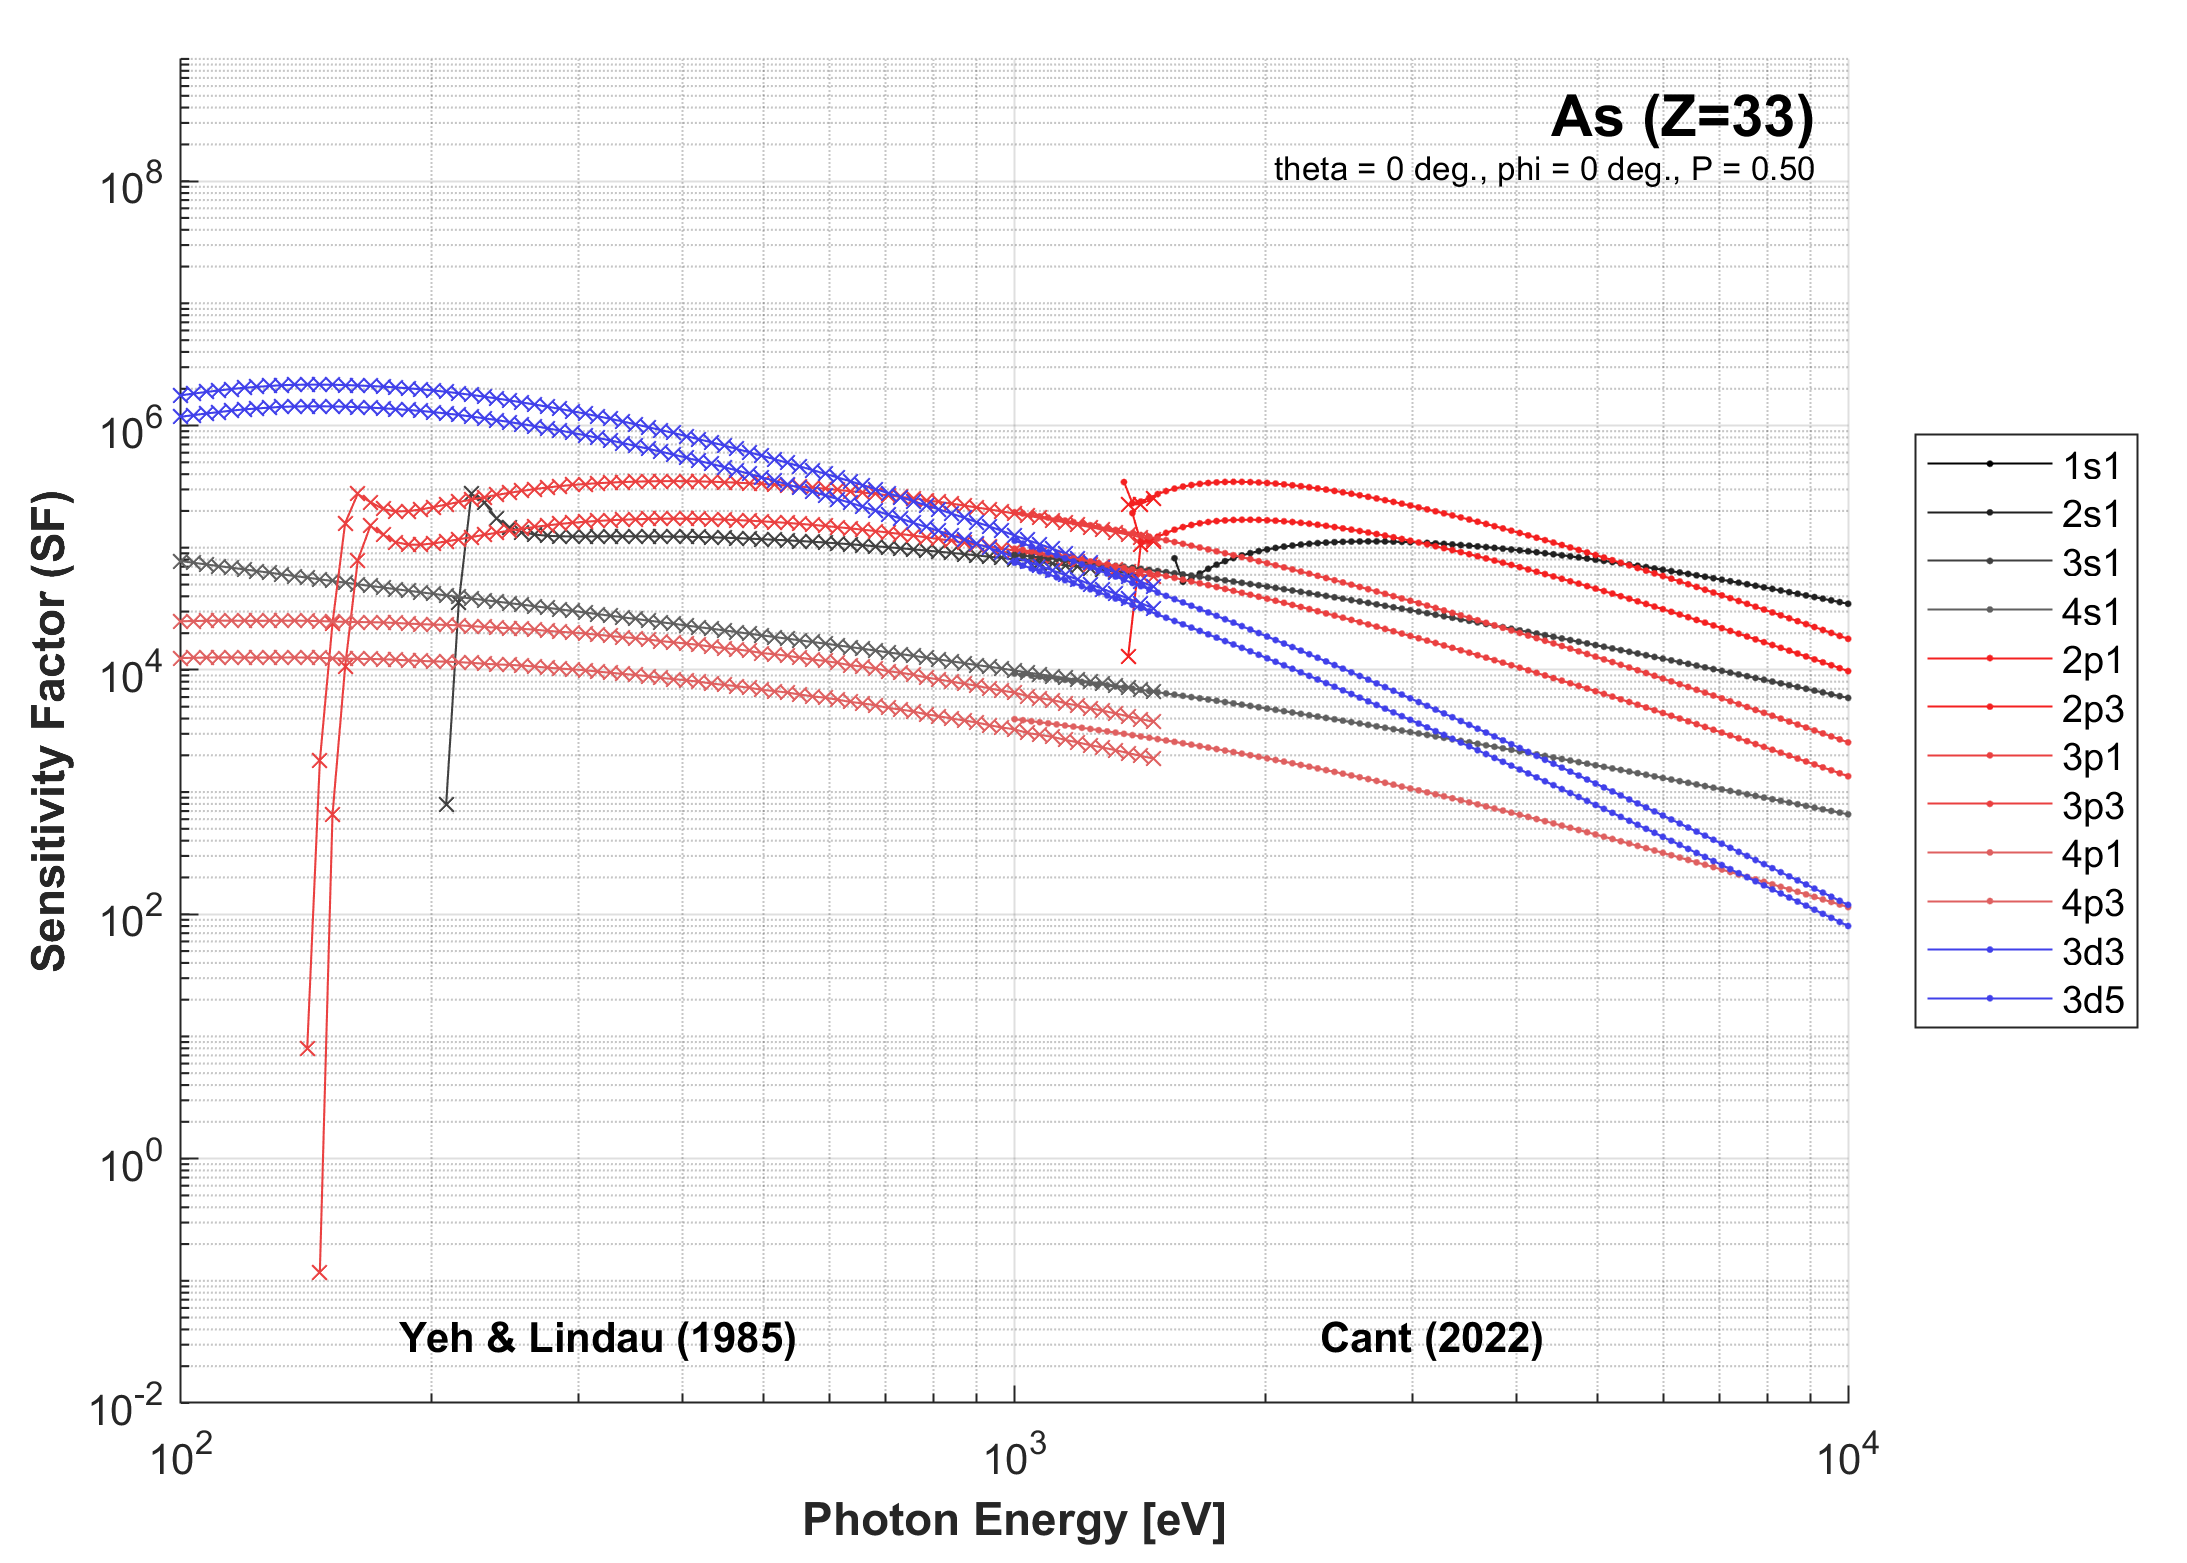 As (Z=33)
theta = 0 deg., phi = 0 deg., P = 0.50
10^8
10^6
10^4
10^2
10^0
10^-2
Sensitivity Factor (SF)
1s1
2s1
3s1
4s1
2p1
2p3
3p1
3p3
4p1
4p3
3d3
3d5
Yeh & Lindau (1985)
Cant (2022)
10^2
10^3
10^4
Photon Energy [eV]